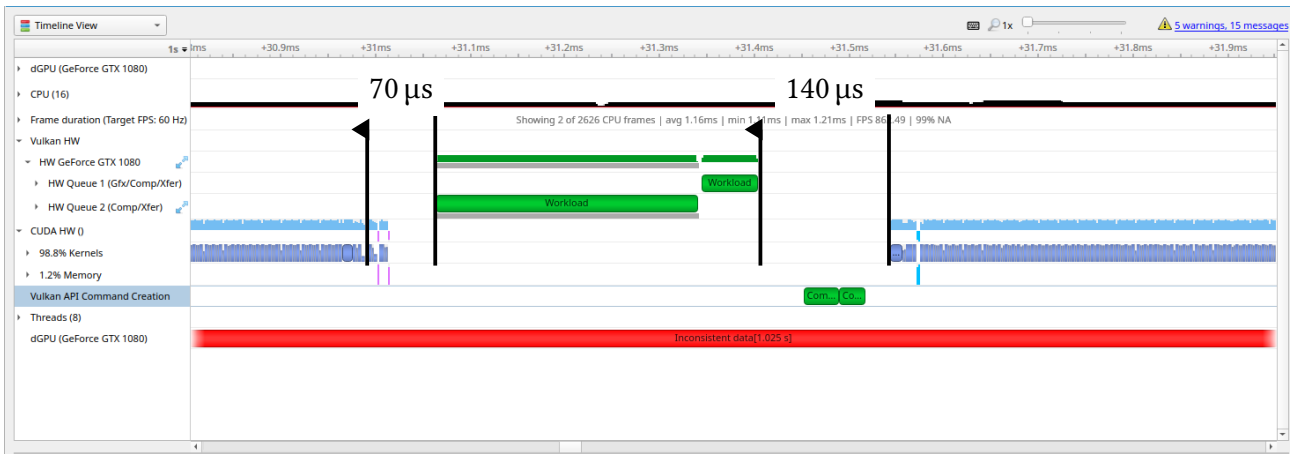 Timeline View
1x
5 warnings, 15 messages
1s
ms +30.9ms +31ms +31.1ms +31.2ms +31.3ms +31.4ms +31.5ms +31.6ms +31.7ms +31.8ms +31.9ms
dGPU (GeForce GTX 1080)
70 μs 140 μs
CPU (16)
Frame duration (Target FPS: 60 Hz)
Showing 2 of 2626 CPU frames | avg 1.16ms | min 1.11ms | max 1.21ms | FPS 86 .49 | 99% NA
Vulkan HW
HW GeForce GTX 1080
HW Queue 1 (Gfx/Comp/Xfer)
Workload
HW Queue 2 (Comp/Xfer)
Workload
CUDA HW ()
98.8% Kernels
...
1.2% Memory
Vulkan API Command Creation
Com... Co...
Threads (8)
dGPU (GeForce GTX 1080)
Inconsistent data[1.025 s]